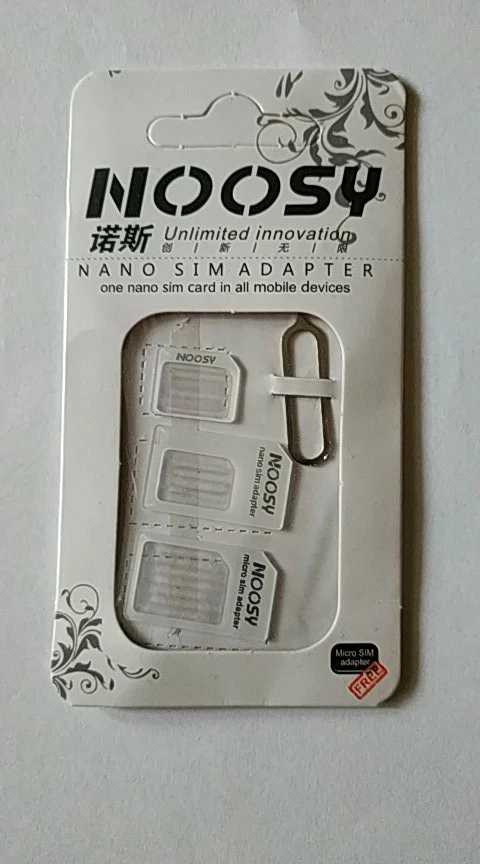 NOOSY
诺斯 Unlimited innovation
创 | 新 | 无 | 限
NANO SIM ADAPTER
one nano sim card in all mobile devices
NOOSY
NOOSY
nano sim adapter
NOOSY
micro sim adapter
Micro SIM
adapter
FREE